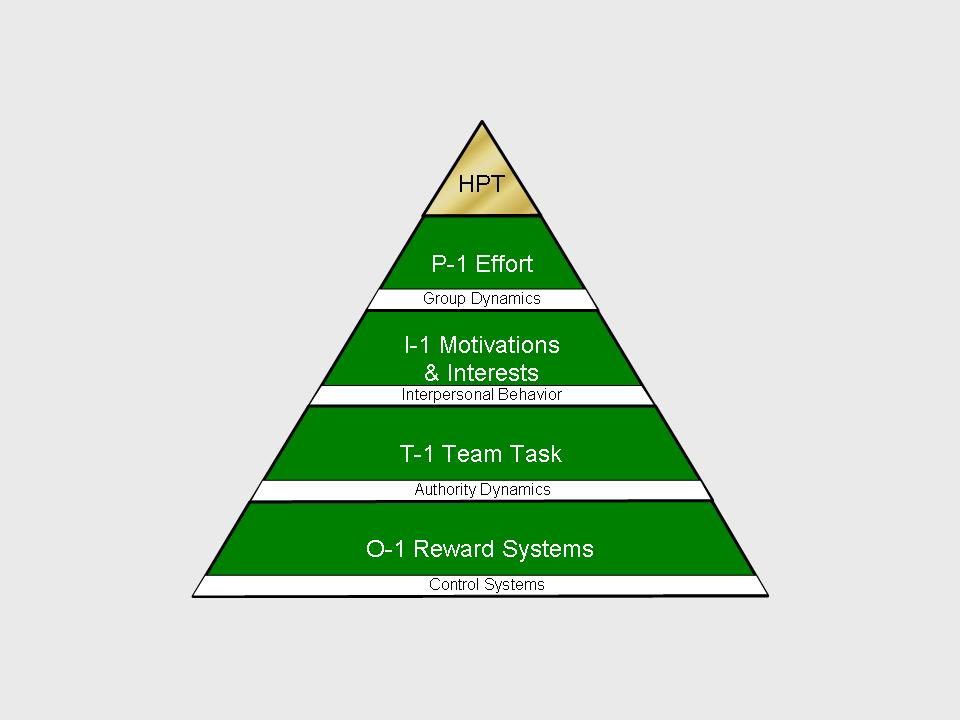 HPT
P-1 Effort
Group Dynamics
I-1 Motivations
& Interests
Interpersonal Behavior
T-1 Team Task
Authority Dynamics
O-1 Reward Systems
Control Systems